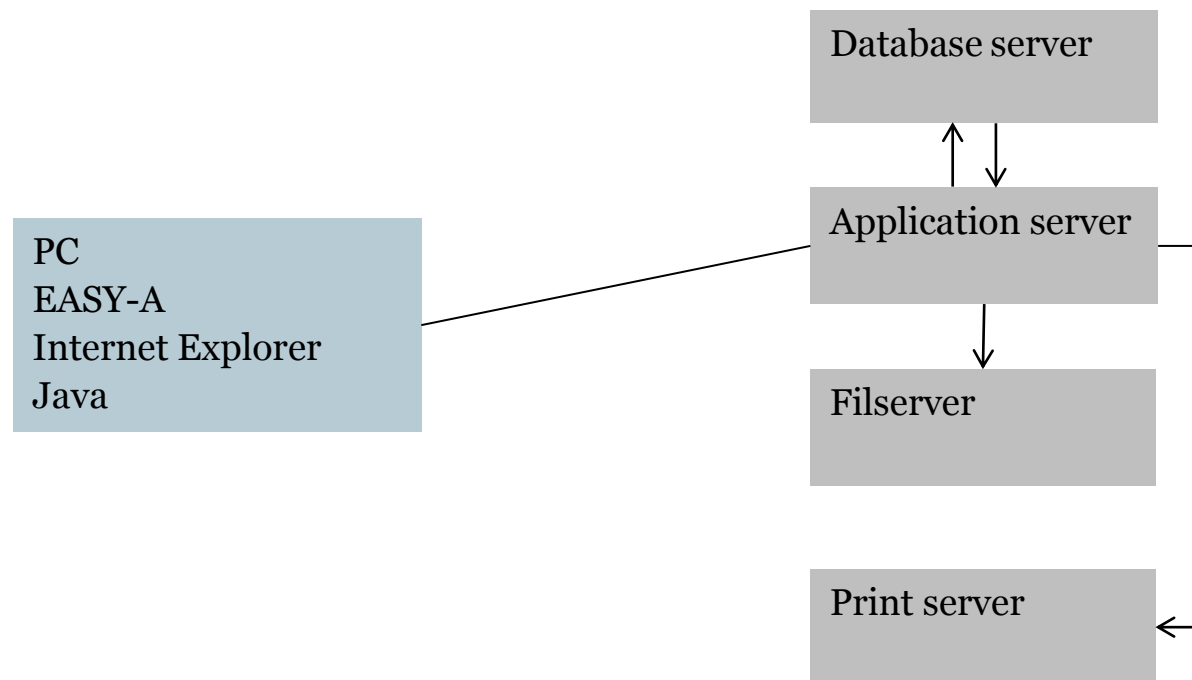 Database server
Application server
PC
EASY-A
Internet Explorer
Java
Filserver
Print server